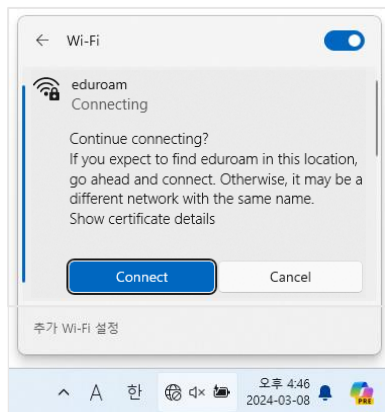 Wi-Fi
eduroam
Connecting
Continue connecting?
If you expect to find eduroam in this location,
go ahead and connect. Otherwise, it may be a
different network with the same name.
Show certificate details
Connect
Cancel
추가 Wi-Fi 설정
A 한 오후 4:46
2024-03-08
PRE